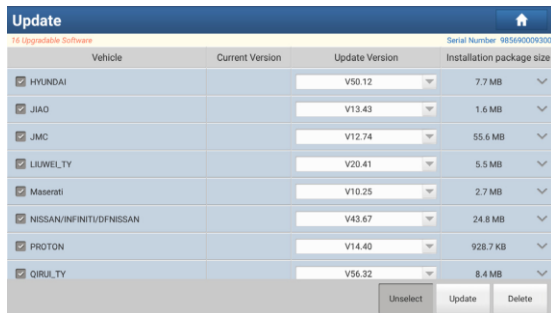 Update
16 Upgradable Software Serial Number 985690009300
Vehicle Current Version Update Version Installation package size
HYUNDAI V50.12 7.7 MB
JIAO V13.43 1.6 MB
JMC V12.74 55.6 MB
LIUWEI_TY V20.41 5.5 MB
Maserati V10.25 2.7 MB
NISSAN/INFINITI/DFNISSAN V43.67 24.8 MB
PROTON V14.40 928.7 KB
QIRUI_TY V56.32 8.4 MB
Unselect Update Delete